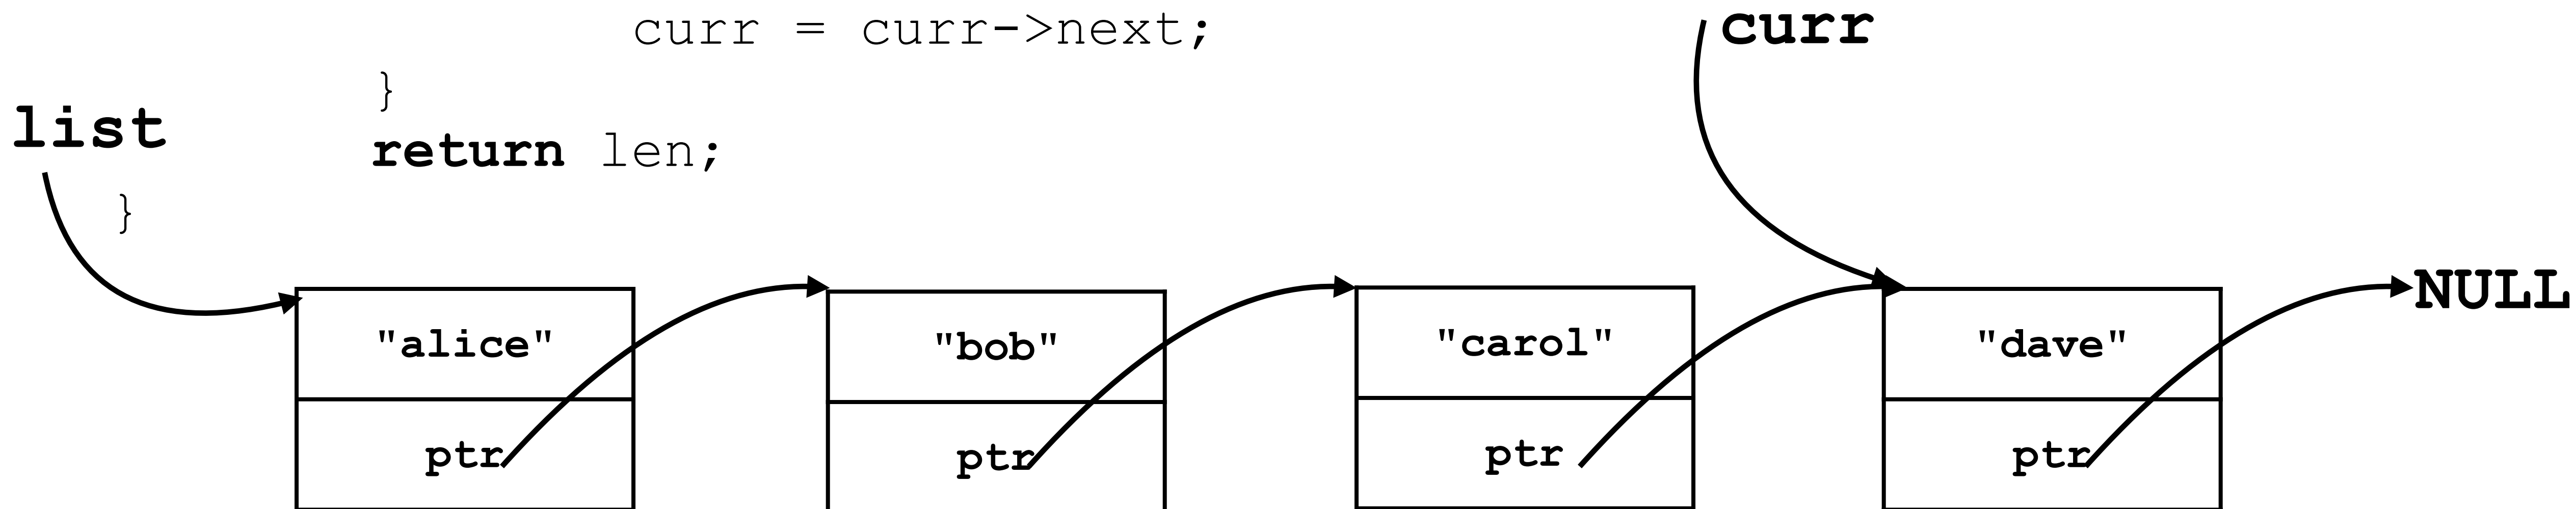 curr = curr->next;
curr
}
list
return len;
}
NULL
"alice" "bob" "carol" "dave"
ptr ptr ptr ptr